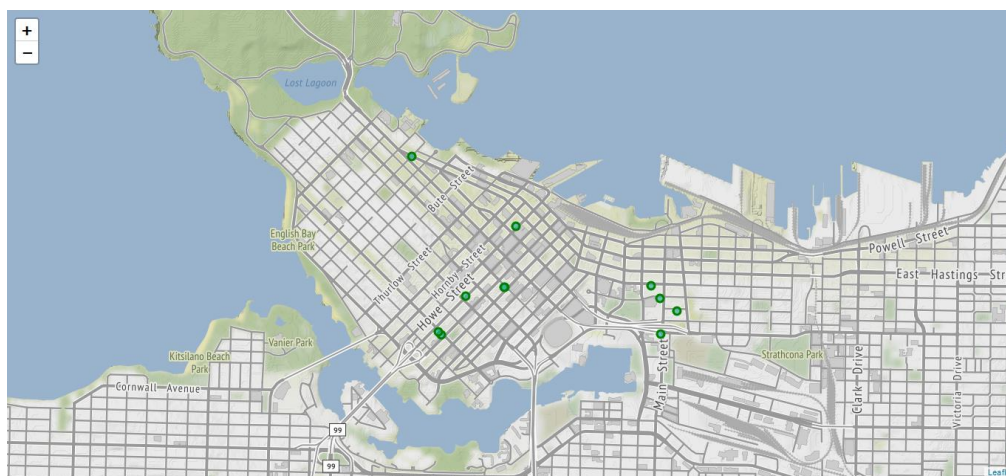 +
−
Lost Lagoon
Bute Street
English Bay
Beach Park
Thurlow Street
Hornby Street
Howe Street
Powell Street
East Hastings Str
Kitsilano Beach
Park
Vanier Park
Cornwall Avenue
Main Street
Strathcona Park
Clark Drive
Victoria Drive
99
99
Leafl